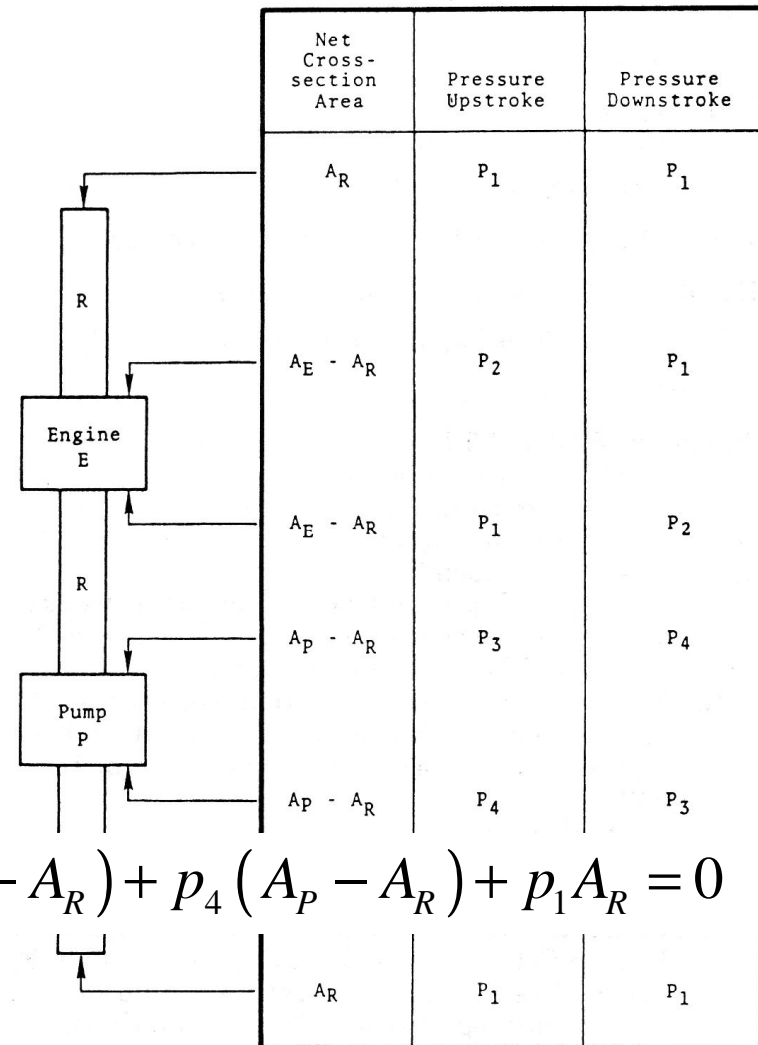 Net
Cross-
section
Area
Pressure
Upstroke
Pressure
Downstroke
A_R P_1 P_1
R
A_E - A_R P_2 P_1
Engine
E
A_E - A_R P_1 P_2
R
A_P - A_R P_3 P_4
Pump
P
A_P - A_R P_4 P_3
- A_R) + p_4 (A_P - A_R) + p_1 A_R = 0
A_R P_1 P_1